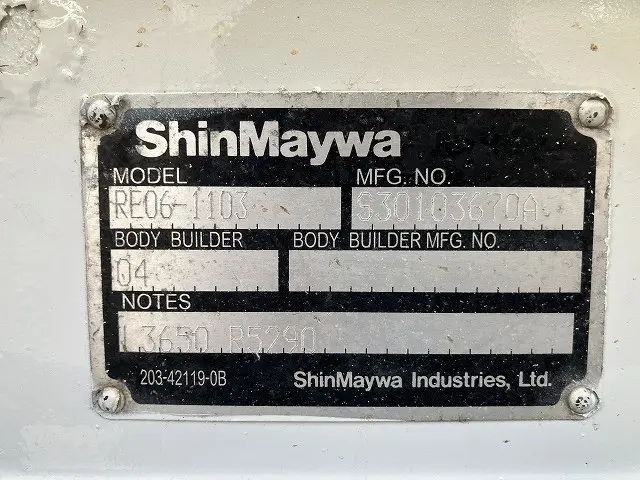 ShinMaywa
MODEL MFG. NO.
RE06-1103 S30103670A
BODY BUILDER BODY BUILDER MFG. NO.
04
NOTES
L3650 R5290
203-42119-0B ShinMaywa Industries, Ltd.